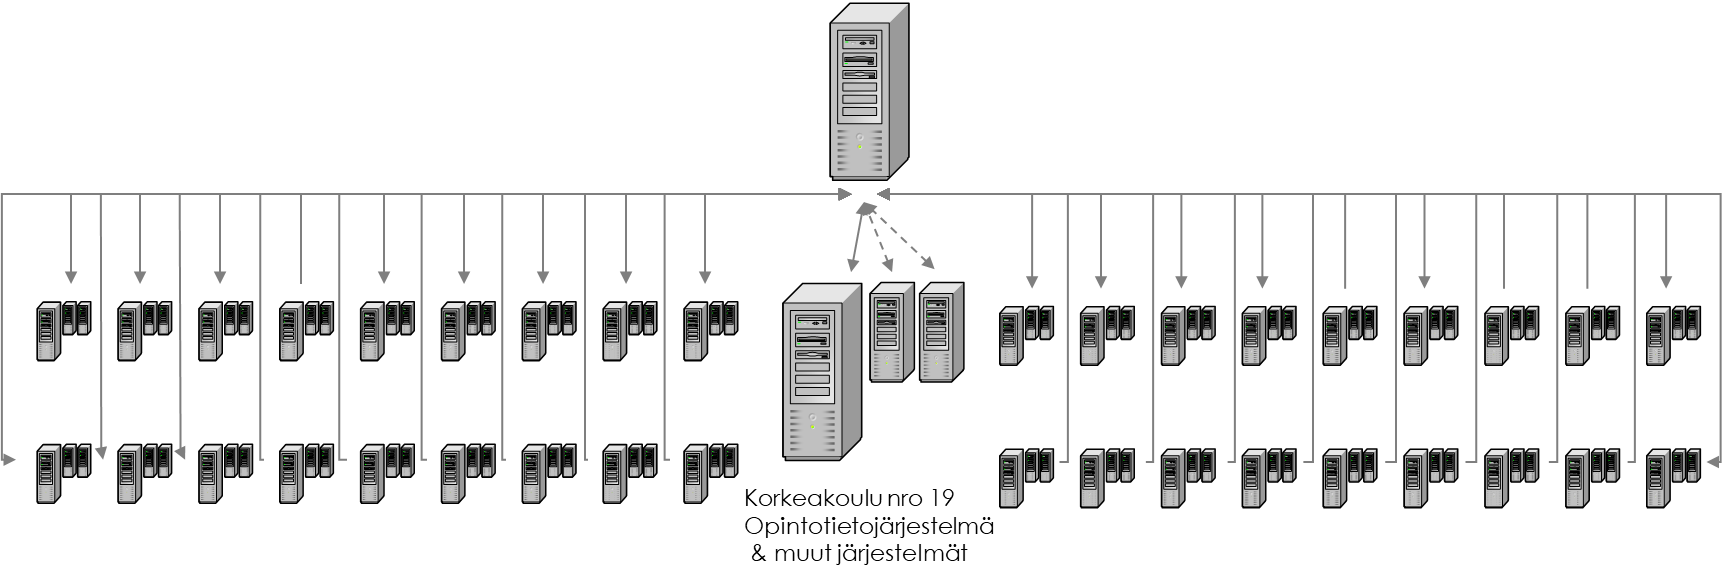 Korkeakoulu nro 19
Opintotietojärjestelmä
& muut järjestelmät